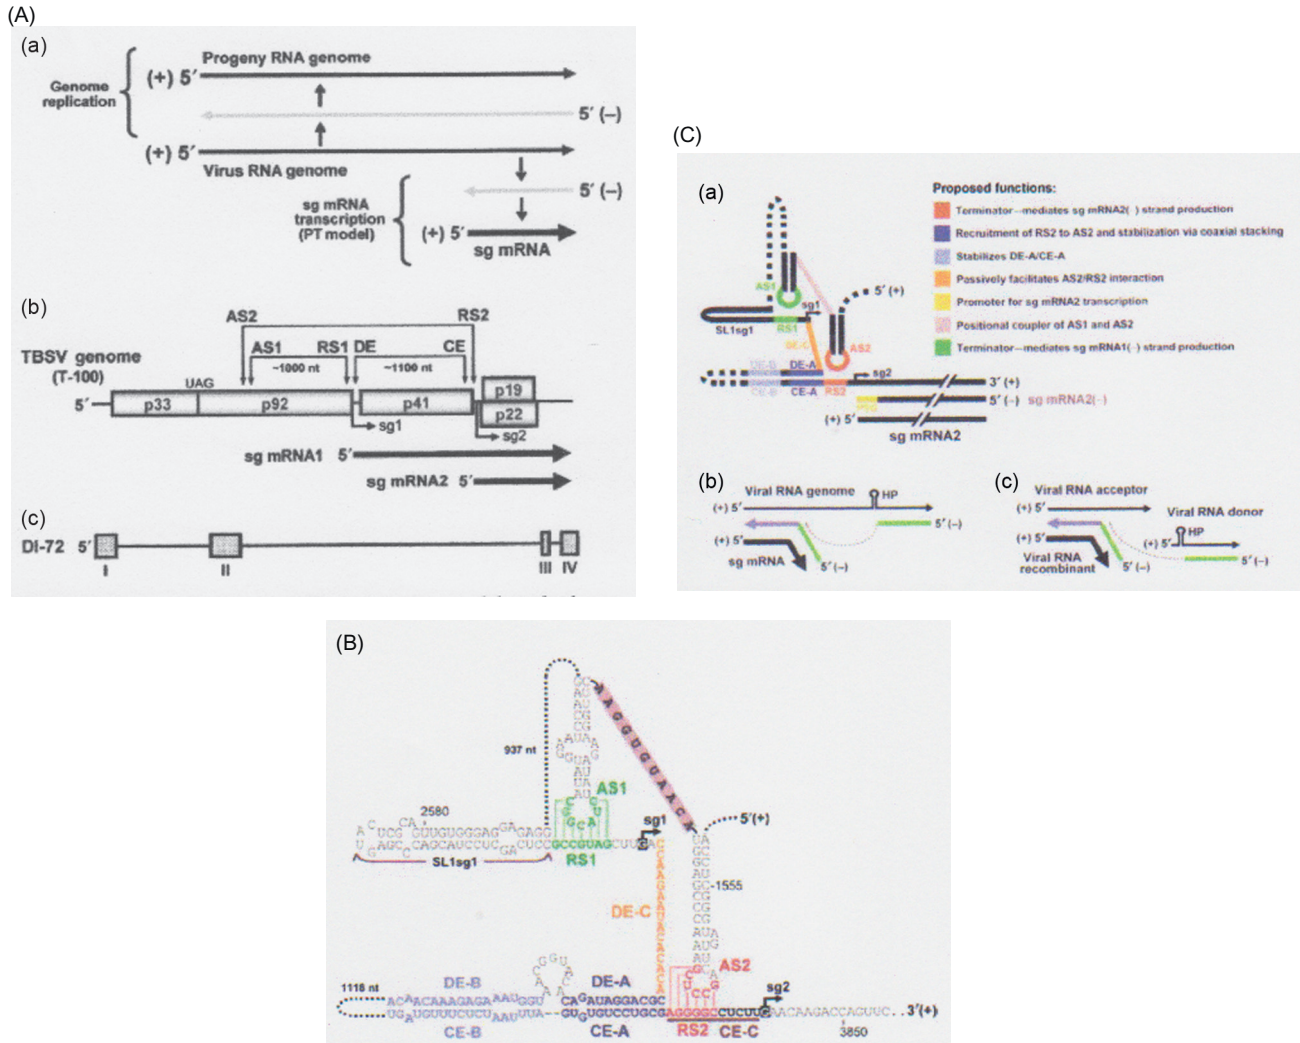 (A)
(a)
Progeny RNA genome
(+) 5′
Genome
replication
5′ (–)
(+) 5′
Virus RNA genome
5′ (–)
sg mRNA
transcription
(PT model)
(+) 5′
sg mRNA
(b)
AS2
RS2
AS1
RS1
DE
CE
~1000 nt
~1100 nt
TBSV genome
(T-100)
UAG
5′
p33
p92
p41
p19
p22
sg1
sg2
sg mRNA1 5′
sg mRNA2 5′
(c)
DI-72 5′
I
II
III
IV
(C)
(a)
Proposed functions:
Terminator—mediates sg mRNA2(-) strand production
Recruitment of RS2 to AS2 and stabilization via coaxial stacking
Stabilizes DE-A/CE-A
Passively facilitates AS2/RS2 interaction
Promoter for sg mRNA2 transcription
Positional coupler of AS1 and AS2
Terminator—mediates sg mRNA1(-) strand production
AS1
sg1
5′ (+)
SL1sg1
RS1
DE-C
AS2
DE-B
DE-A
sg2
CE-B
CE-A
RS2
3′ (+)
5′ (–) sg mRNA2(-)
(+) 5′
sg mRNA2
(b)
Viral RNA genome
HP
(+) 5′
5′ (–)
(+) 5′
sg mRNA
5′ (–)
(c)
Viral RNA acceptor
(+) 5′
Viral RNA donor
HP
(+) 5′
(+) 5′
Viral RNA
recombinant
5′ (–)
5′ (–)
(B)
937 nt
AAGGUGUAACA
AS1
2580
sg1
5′(+)
SL1sg1
RS1
GCCGUAGCUUGA
1555
DE-C
AS2
DE-B
DE-A
sg2
1118 nt
CE-B
CE-A
RS2
CE-C
AGGGGCCUCUUGAACAAGACCAGUUC..
3′(+)
3850